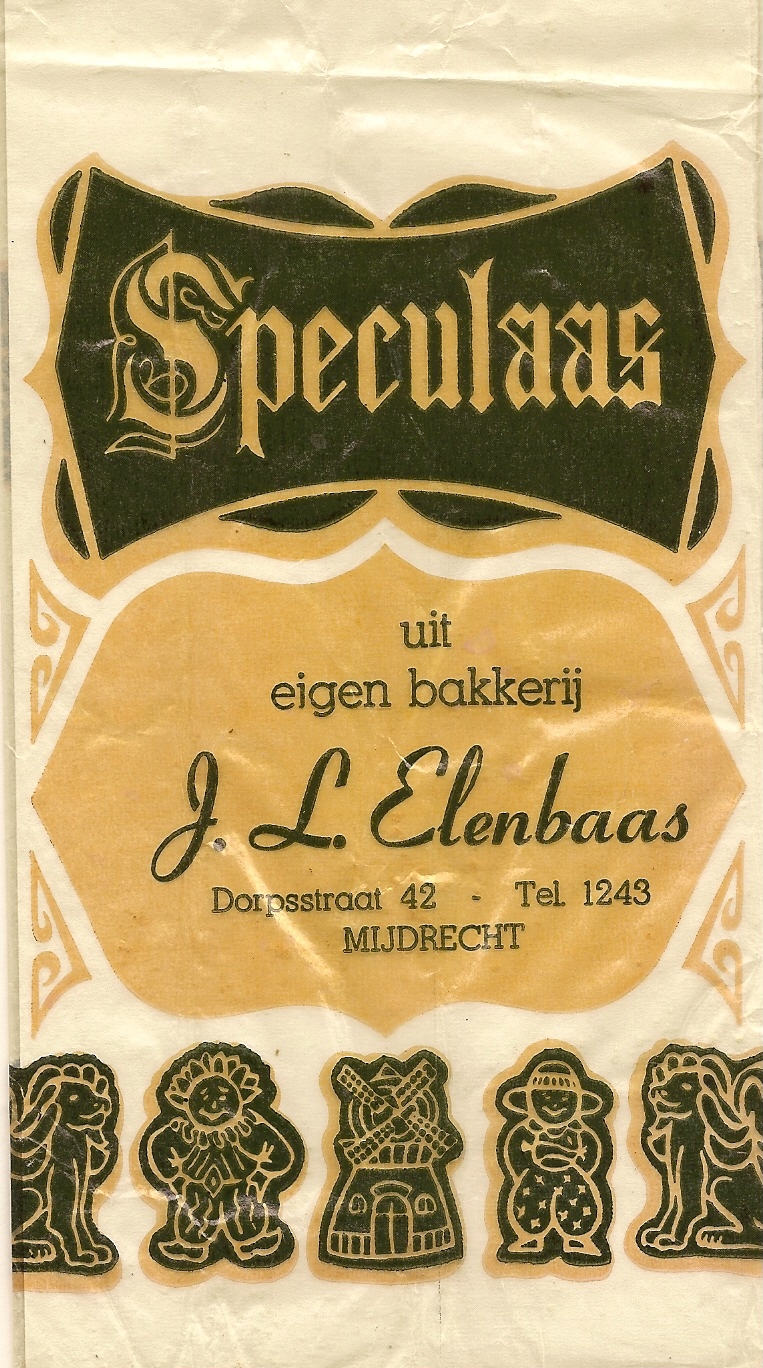 Speculaas
uit
eigen bakkerij
J. L. Elenbaas
Dorpsstraat 42 - Tel. 1243
MIJDRECHT